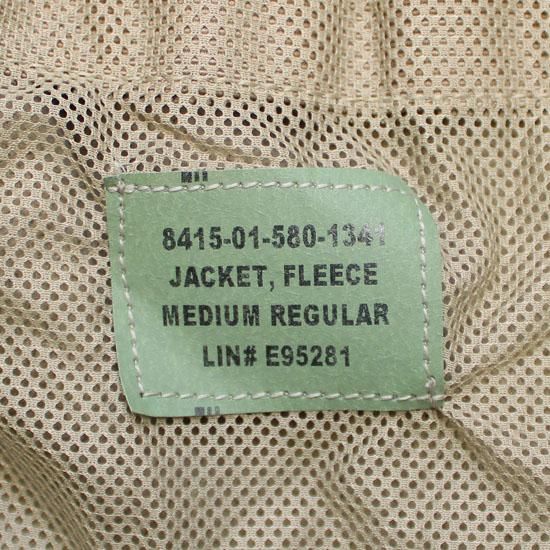 8415-01-580-1341
JACKET, FLEECE
MEDIUM REGULAR
LIN# E95281